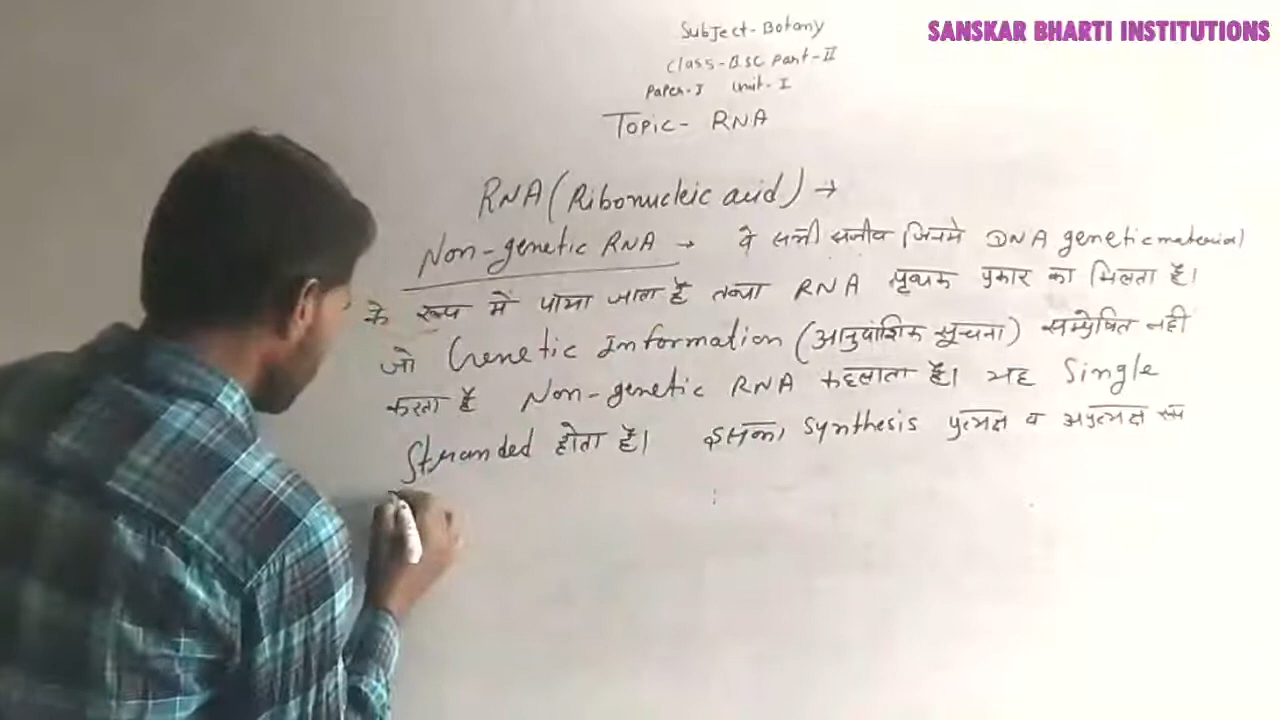 SANSKAR BHARTI INSTITUTIONS
Subject-Botany
Class-BSC Part-II
Paper-I Unit-I
Topic- RNA
RNA (Ribonucleic acid) →
Non-genetic RNA → वे सभी सजीव जिनमे DNA genetic material
के रूप में पाया जाता है तथा RNA पृथक प्रकार का मिलता है।
जो Genetic Information (आनुवांशिक सूचना) सम्प्रेषित नही
करता है Non-genetic RNA कहलाता है। यह Single
Stranded होता है। इसका Synthesis प्रत्यक्ष व अप्रत्यक्ष रूप